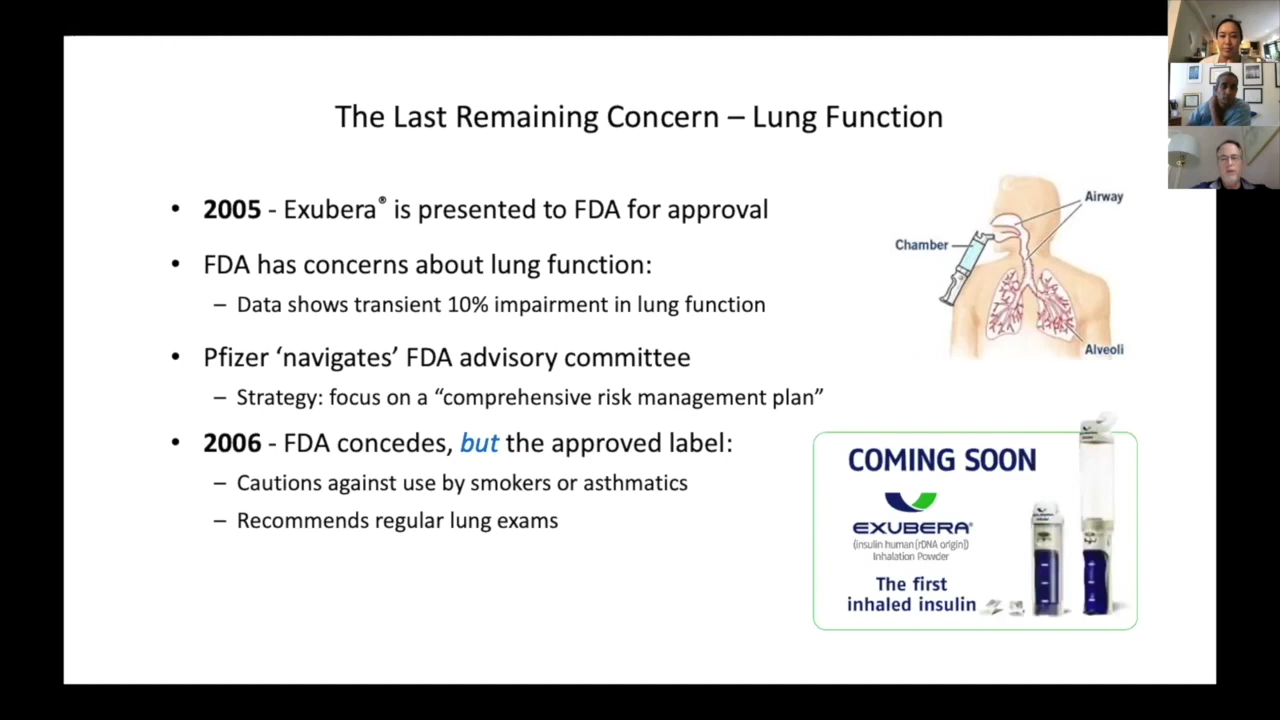 The Last Remaining Concern – Lung Function
• 2005 - Exubera® is presented to FDA for approval
• FDA has concerns about lung function:
– Data shows transient 10% impairment in lung function
• Pfizer ‘navigates’ FDA advisory committee
– Strategy: focus on a “comprehensive risk management plan”
• 2006 - FDA concedes, but the approved label:
– Cautions against use by smokers or asthmatics
– Recommends regular lung exams
Airway
Chamber
Alveoli
COMING SOON
EXUBERA®
(insulin human [rDNA origin])
Inhalation Powder
The first
inhaled insulin